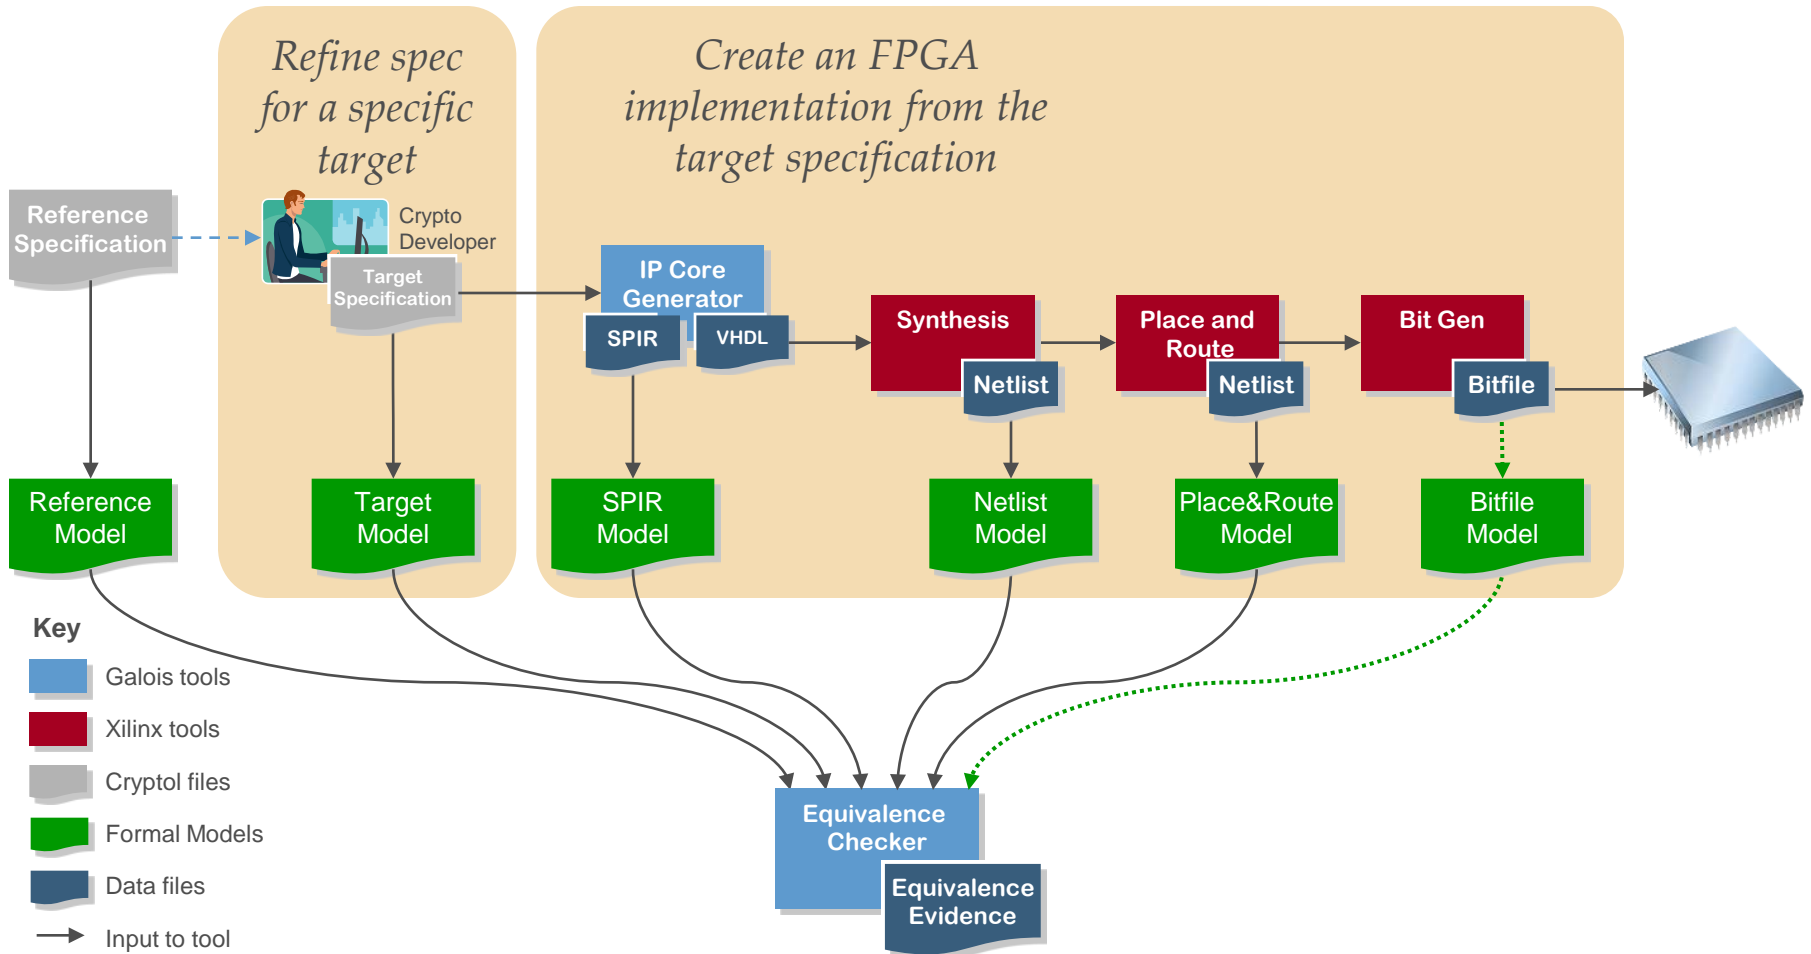 Refine spec
for a specific
target
Create an FPGA
implementation from the
target specification
Reference
Specification
Crypto
Developer
Target
Specification
IP Core
Generator
SPIR
VHDL
Synthesis
Netlist
Place and
Route
Netlist
Bit Gen
Bitfile
Reference
Model
Target
Model
SPIR
Model
Netlist
Model
Place&Route
Model
Bitfile
Model
Key
Galois tools
Xilinx tools
Cryptol files
Formal Models
Data files
Input to tool
Equivalence
Checker
Equivalence
Evidence